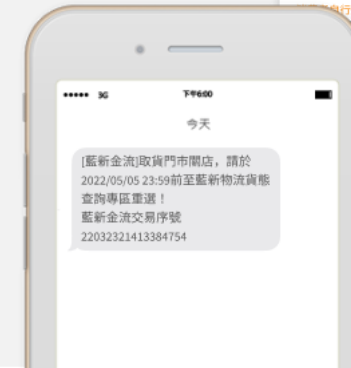 3G
下午6:00
今天
[藍新金流]取貨門市關店，請於
2022/05/05 23:59前至藍新物流貨態
查詢專區重選！
藍新金流交易序號
22032321413384754